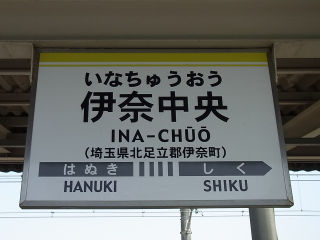 いなちゅうおう
伊奈中央
INA-CHŪŌ
(埼玉県北足立郡伊奈町)
はぬき しく
HANUKI SHIKU